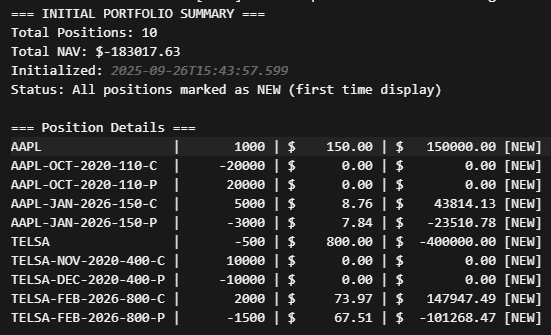 === INITIAL PORTFOLIO SUMMARY ===
Total Positions: 10
Total NAV: $-183017.63
Initialized: 2025-09-26T15:43:57.599
Status: All positions marked as NEW (first time display)
=== Position Details ===
AAPL | 1000 | $ 150.00 | $ 150000.00 [NEW]
AAPL-OCT-2020-110-C | -20000 | $ 0.00 | $ 0.00 [NEW]
AAPL-OCT-2020-110-P | 20000 | $ 0.00 | $ 0.00 [NEW]
AAPL-JAN-2026-150-C | 5000 | $ 8.76 | $ 43814.13 [NEW]
AAPL-JAN-2026-150-P | -3000 | $ 7.84 | $ -23510.78 [NEW]
TELSA | -500 | $ 800.00 | $ -400000.00 [NEW]
TELSA-NOV-2020-400-C | 10000 | $ 0.00 | $ 0.00 [NEW]
TELSA-DEC-2020-400-P | -10000 | $ 0.00 | $ 0.00 [NEW]
TELSA-FEB-2026-800-C | 2000 | $ 73.97 | $ 147947.49 [NEW]
TELSA-FEB-2026-800-P | -1500 | $ 67.51 | $ -101268.47 [NEW]